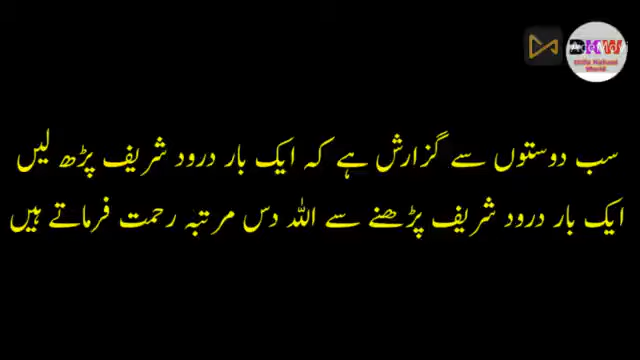 سب دوستوں سے گزارش ہے کہ ایک بار درود شریف پڑھ لیں
ایک بار درود شریف پڑھنے سے اللہ دس مرتبہ رحمت فرماتے ہیں